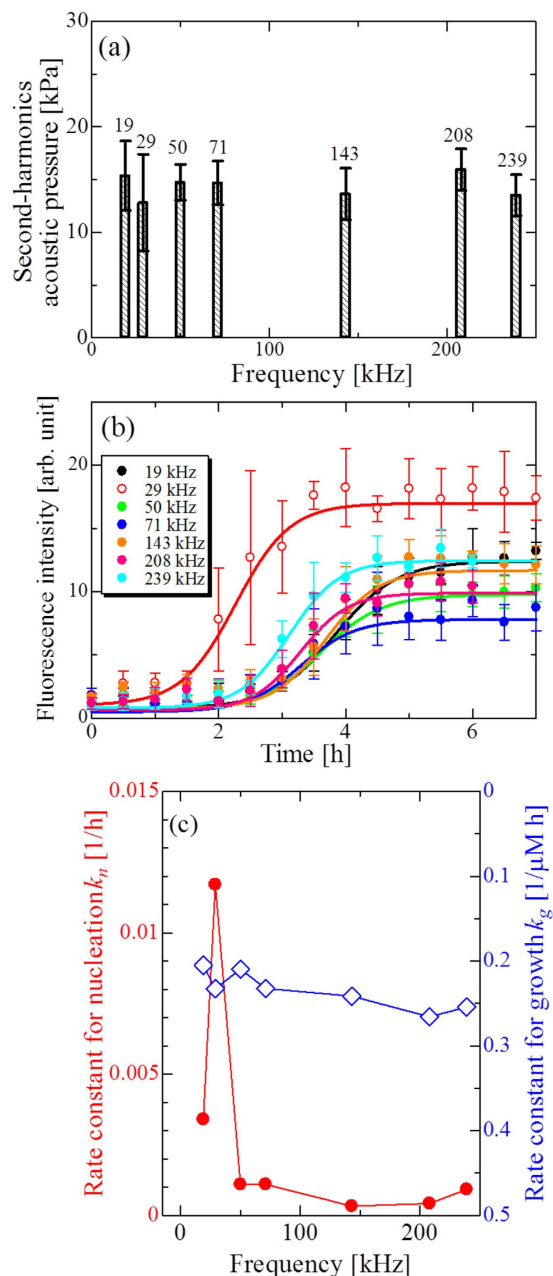 (a)
Second-harmonics
acoustic pressure [kPa]
30
20
10
0
19
29
50
71
143
208
239
0
100
200
Frequency [kHz]
(b)
Fluorescence intensity [arb. unit]
20
10
0
19 kHz
29 kHz
50 kHz
71 kHz
143 kHz
208 kHz
239 kHz
0
2
4
6
Time [h]
(c)
Rate constant for nucleation kn [1/h]
0.015
0.01
0.005
0
Rate constant for growth kg [1/μM h]
0
0.1
0.2
0.3
0.4
0.5
0
100
200
Frequency [kHz]